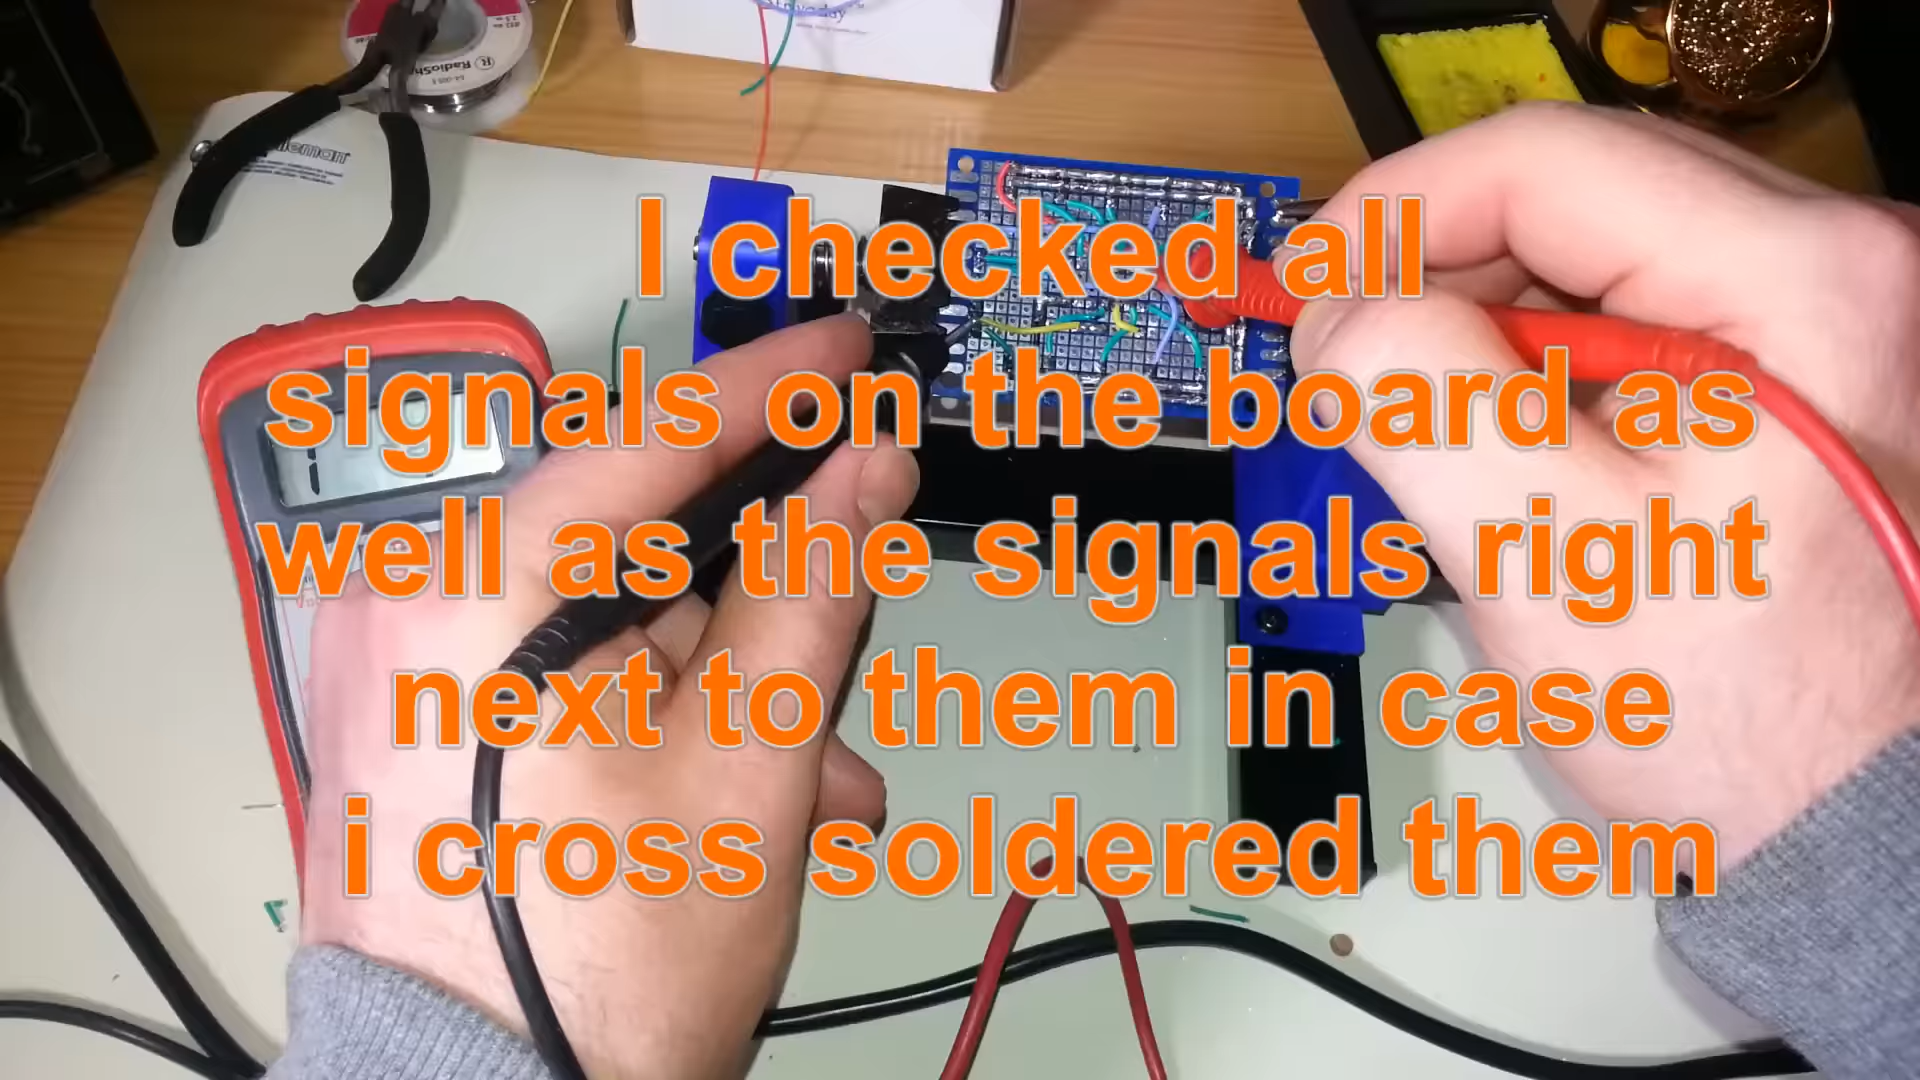 RadioSh
I checked all
signals on the board as
well as the signals right
next to them in case
i cross soldered them